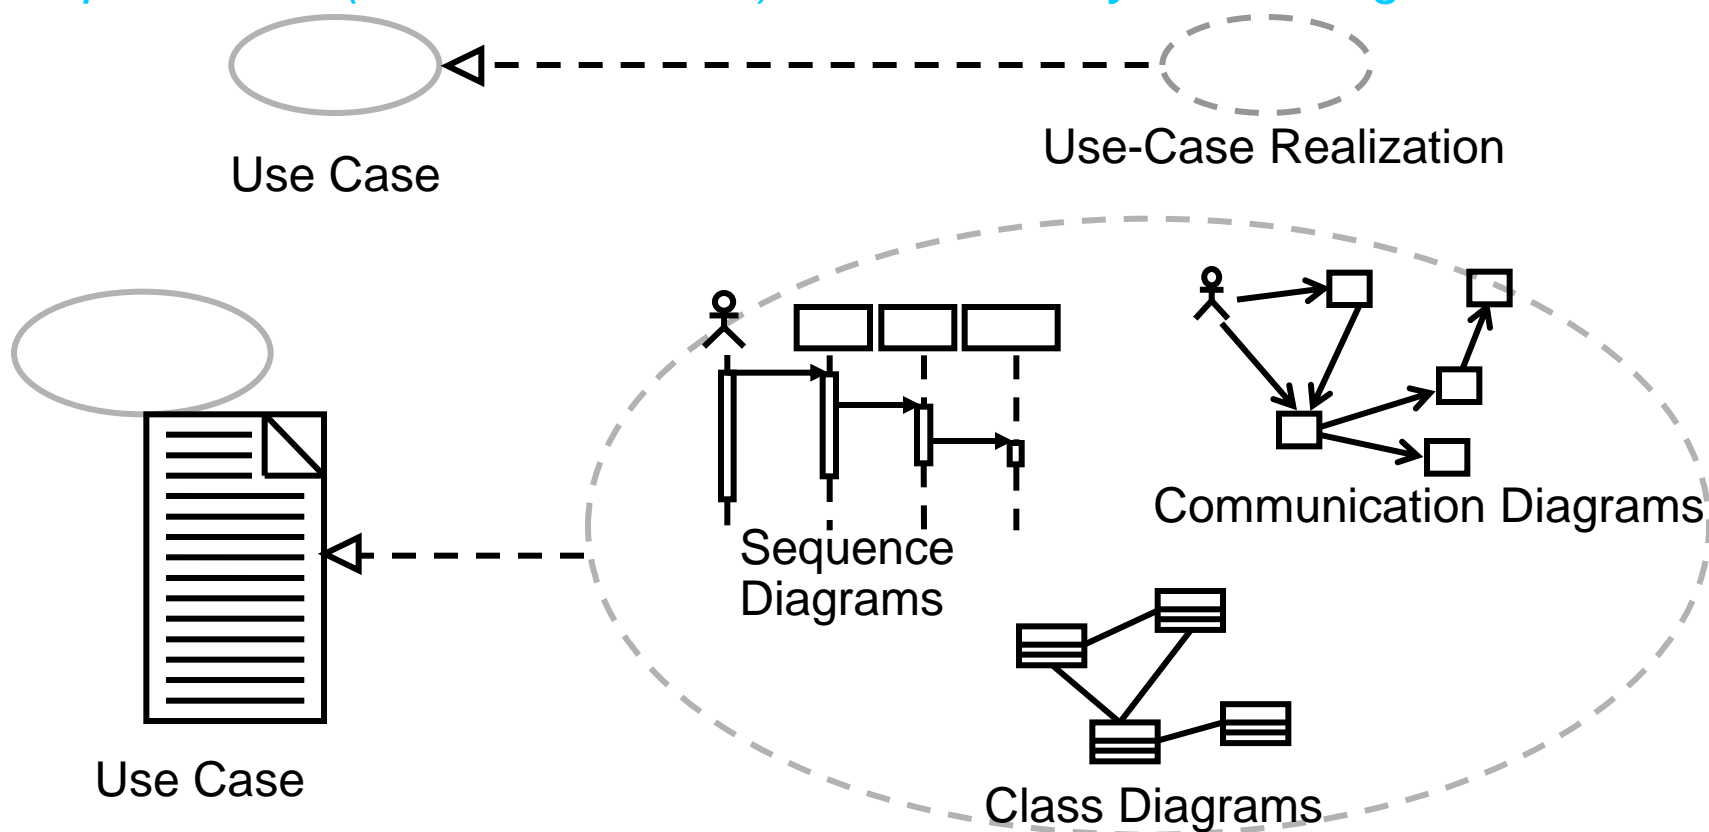 Use Case
Use-Case Realization
Communication Diagrams
Sequence
Diagrams
Use Case
Class Diagrams